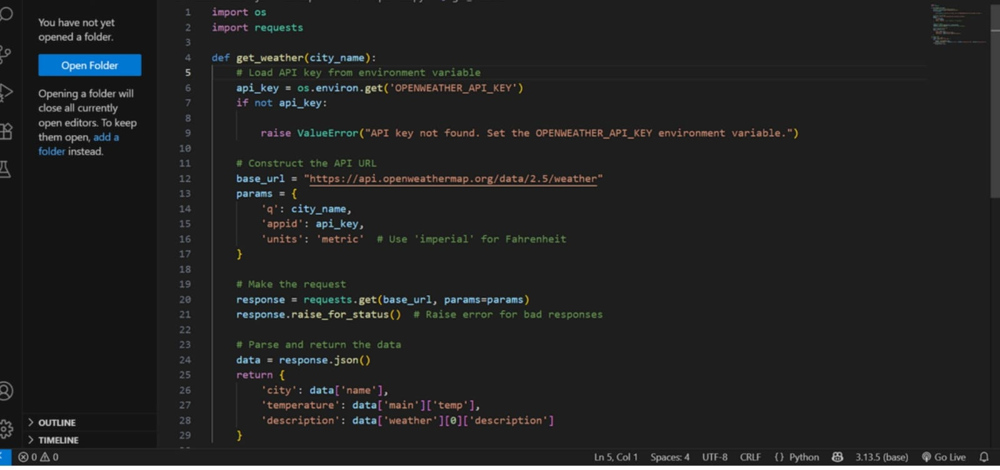 You have not yet
opened a folder.
Open Folder
Opening a folder will
close all currently
open editors. To keep
them open, add a
folder instead.
OUTLINE
TIMELINE
1 import os
2 import requests
3
4 def get_weather(city_name):
5 # Load API key from environment variable
6 api_key = os.environ.get('OPENWEATHER_API_KEY')
7 if not api_key:
8
9 raise ValueError("API key not found. Set the OPENWEATHER_API_KEY environment variable.")
10
11 # Construct the API URL
12 base_url = "https://api.openweathermap.org/data/2.5/weather"
13 params = {
14 'q': city_name,
15 'appid': api_key,
16 'units': 'metric'  # Use 'imperial' for Fahrenheit
17 }
18
19 # Make the request
20 response = requests.get(base_url, params=params)
21 response.raise_for_status()  # Raise error for bad responses
22
23 # Parse and return the data
24 data = response.json()
25 return {
26 'city': data['name'],
27 'temperature': data['main']['temp'],
28 'description': data['weather'][0]['description']
29 }
0 0 Ln 5, Col 1 Spaces: 4 UTF-8 CRLF {} Python 3.13.5 (base) Go Live